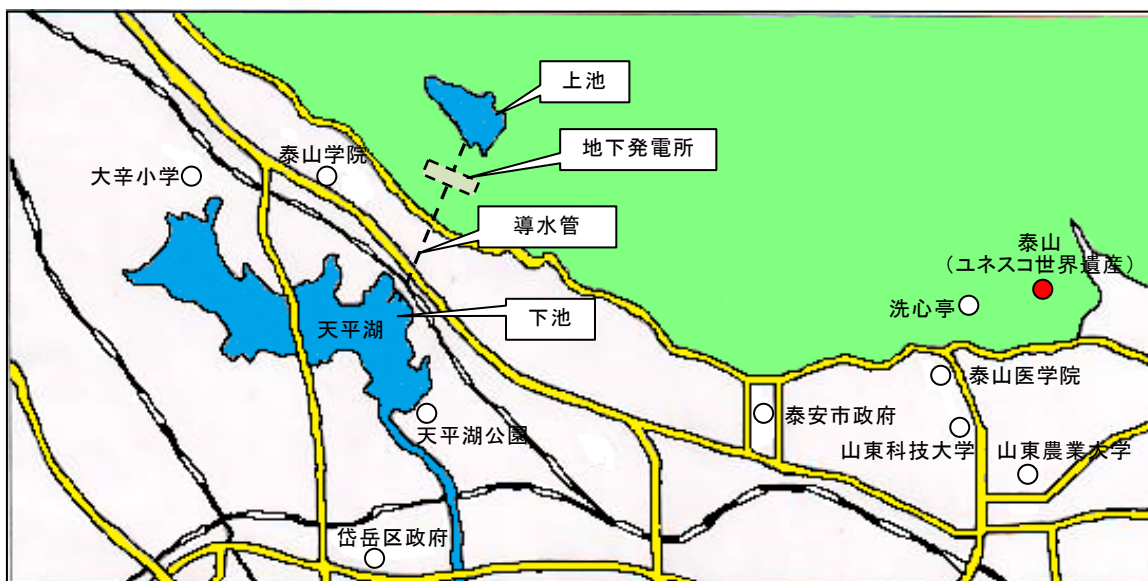 上池
地下発電所
泰山学院
大辛小学
導水管
泰山
（ユネスコ世界遺産）
洗心亭
下池
天平湖
泰山医学院
天平湖公園
泰安市政府
山東科技大学
山東農業大学
岱岳区政府